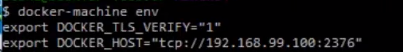 $ docker-machine env
export DOCKER_TLS_VERIFY="1"
export DOCKER_HOST="tcp://192.168.99.100:2376"